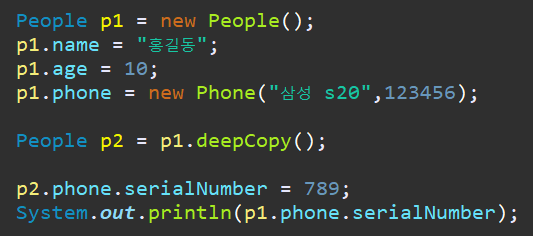 People p1 = new People();
p1.name = "홍길동";
p1.age = 10;
p1.phone = new Phone("삼성 s20",123456);
People p2 = p1.deepCopy();
p2.phone.serialNumber = 789;
System.out.println(p1.phone.serialNumber);